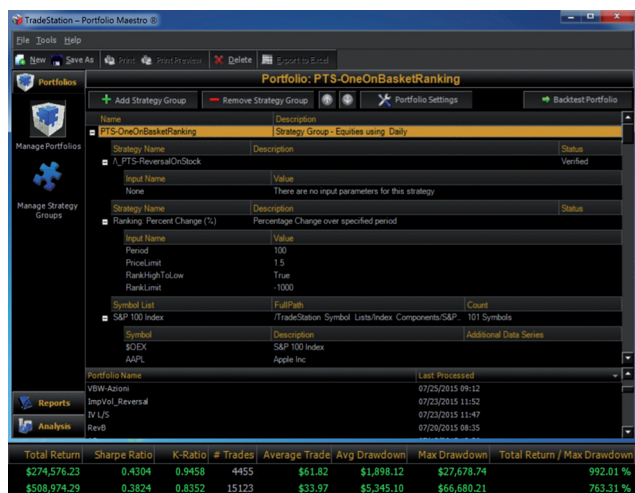 TradeStation – Portfolio Maestro ®
File Tools Help
New Save As Print Print Preview Delete Export to Excel
Portfolios
Portfolio: PTS-OneOnBasketRanking
Add Strategy Group Remove Strategy Group Portfolio Settings Backtest Portfolio
Name Description
PTS-OneOnBasketRanking Strategy Group - Equities using Daily
Strategy Name Description Status
PTS-ReversalOnStock Verified
Manage Portfolios
Input Name Value
None There are no input parameters for this strategy
Strategy Name Description Status
Manage Strategy Groups
Ranking: Percent Change (%) Percentage Change over specified period
Input Name Value
Period 100
PriceLimit 1.5
RankHighToLow True
RankLimit -1000
Symbol List FullPath Count
S&P 100 Index /TradeStation Symbol Lists/Index Components/S&P... 101 Symbols
Symbol Description Additional Data Series
$OEX S&P 100 Index
AAPL Apple Inc
Portfolio Name Last Processed
VBW-Azioni 07/25/2015 09:12
Reports
ImpVol_Reversal 07/23/2015 11:52
IV L/S 07/23/2015 11:47
Analysis
RevB 07/20/2015 08:35
Total Return Sharpe Ratio K-Ratio # Trades Average Trade Avg Drawdown Max Drawdown Total Return / Max Drawdown
$274,576.23 0.4304 0.9458 4455 $61.82 $1,898.12 $27,678.74 992.01 %
$508,974.29 0.3824 0.8352 15123 $33.97 $5,345.10 $66,680.21 763.31 %